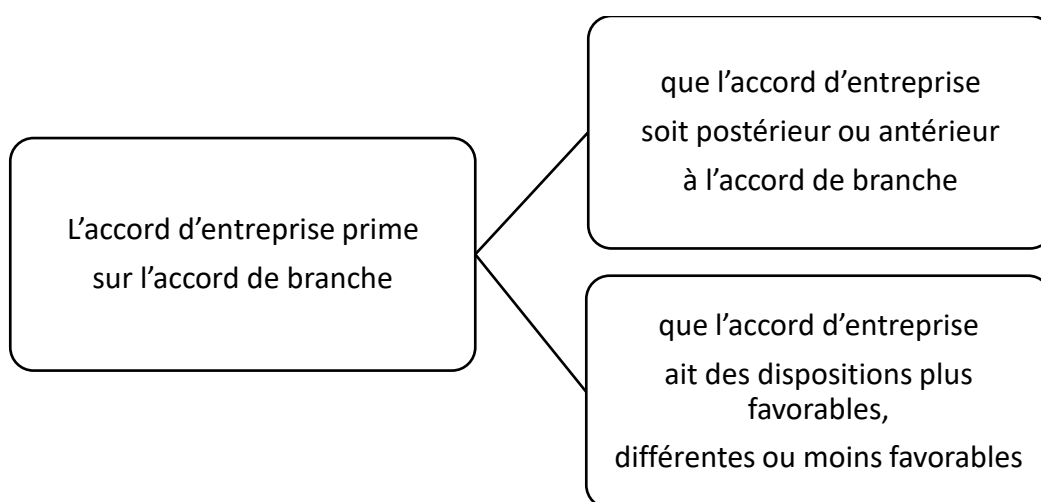 L’accord d’entreprise prime
sur l’accord de branche
que l’accord d’entreprise
soit postérieur ou antérieur
à l’accord de branche
que l’accord d’entreprise
ait des dispositions plus
favorables,
différentes ou moins favorables